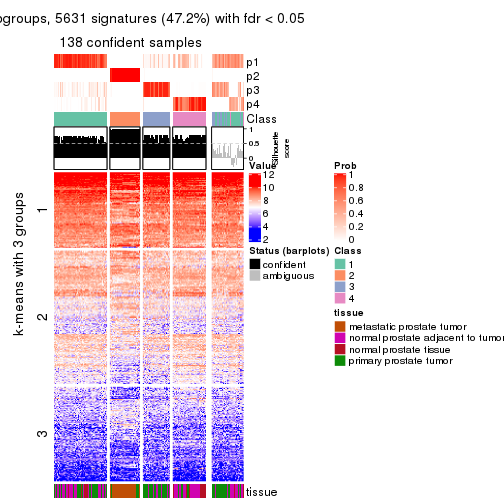 ogroups, 5631 signatures (47.2%) with fdr < 0.05
138 confident samples
p1
p2
p3
p4
Class
1
0.5
0
Silhouette
score
k-means with 3 groups
1
2
3
Value
12
10
8
6
4
2
Prob
1
0.8
0.6
0.4
0.2
0
Status (barplots)
confident
ambiguous
Class
1
2
3
4
tissue
metastatic prostate tumor
normal prostate adjacent to tumor
normal prostate tissue
primary prostate tumor
tissue